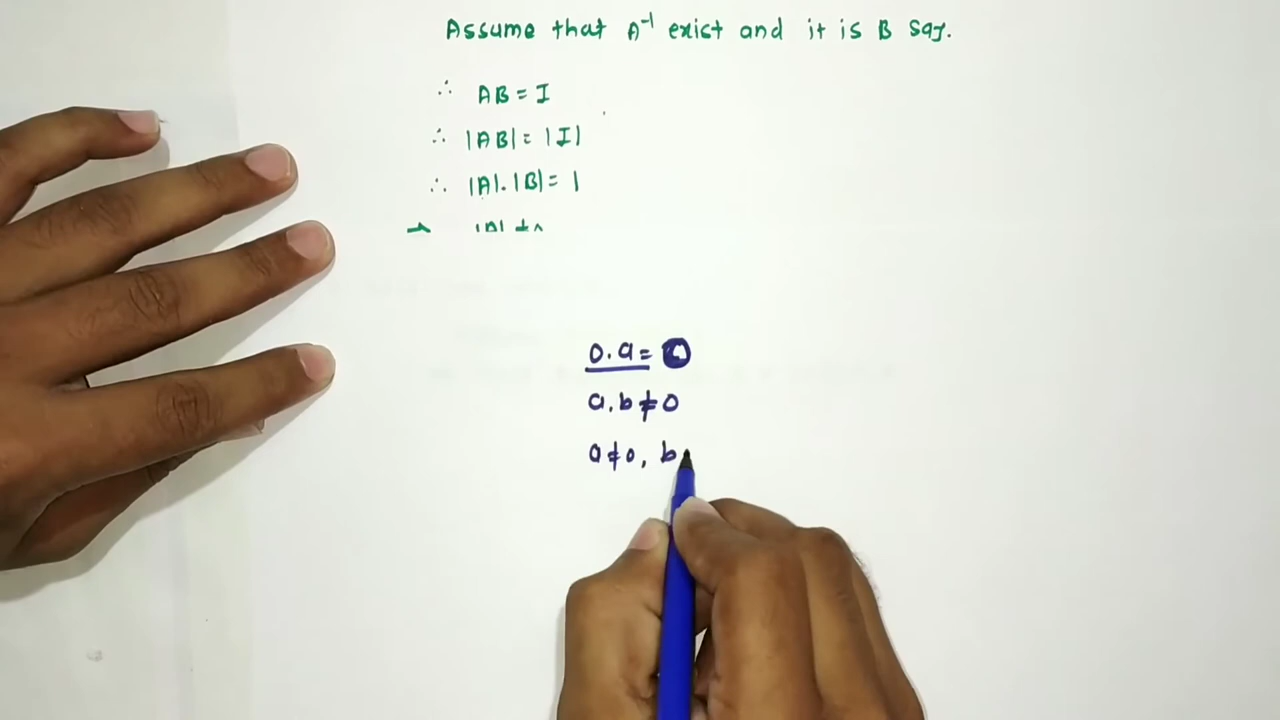 Assume that A⁻¹ exist and it is B say.
∴ AB = I
∴ |AB| = |I|
∴ |A|.|B| = 1
0.a = 0
a.b ≠ 0
a ≠ 0, b